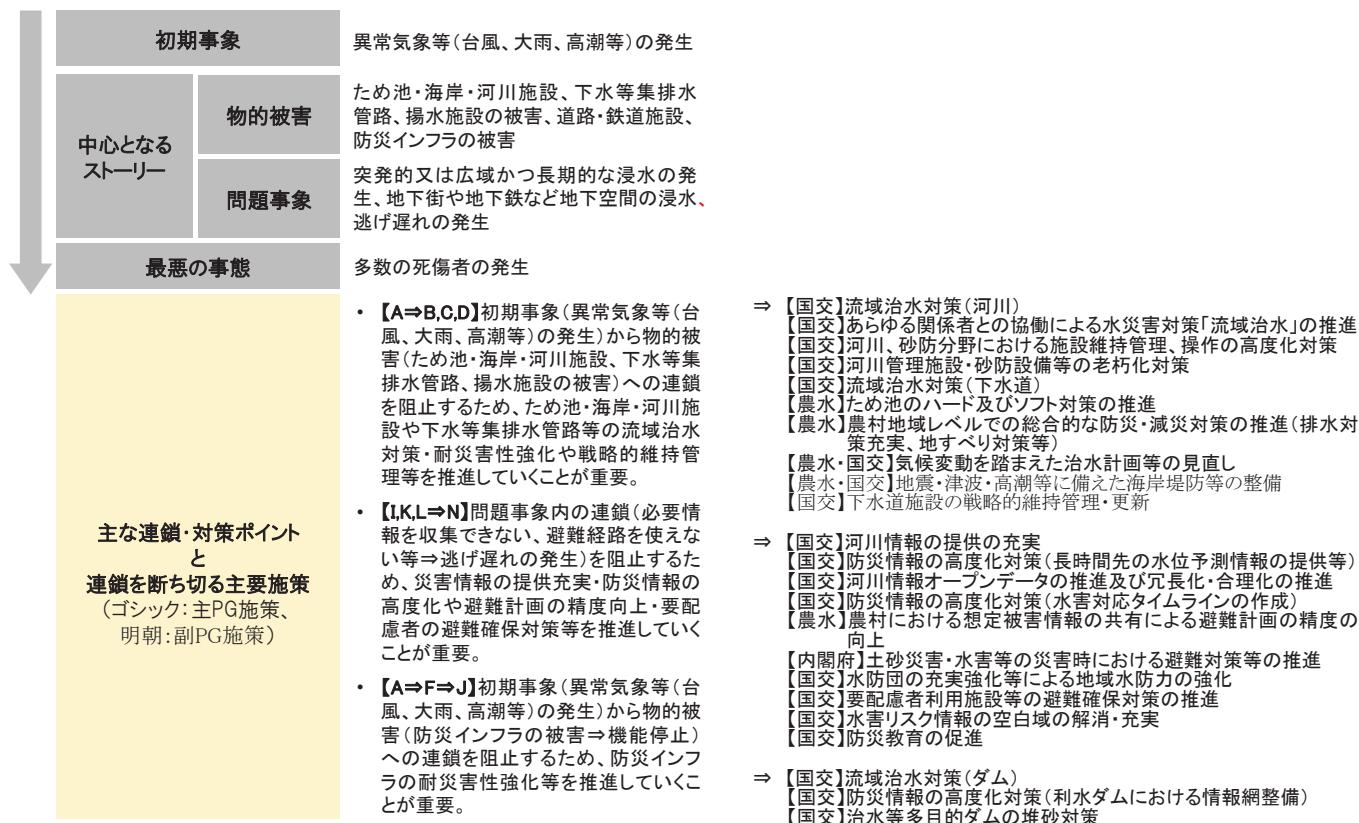 初期事象
異常気象等(台風、大雨、高潮等)の発生
中心となる
ストーリー
物的被害
ため池・海岸・河川施設、下水等集排水
管路、揚水施設の被害、道路・鉄道施設、
防災インフラの被害
問題事象
突発的又は広域かつ長期的な浸水の発
生、地下街や地下鉄など地下空間の浸水、
逃げ遅れの発生
最悪の事態
多数の死傷者の発生
主な連鎖・対策ポイント
と
連鎖を断ち切る主要施策
(ゴシック:主PG施策、
明朝:副PG施策)
・ 【A⇒B,C,D】初期事象(異常気象等(台
風、大雨、高潮等)の発生)から物的被
害(ため池・海岸・河川施設、下水等集
排水管路、揚水施設の被害)への連鎖
を阻止するため、ため池・海岸・河川施
設や下水等集排水管路等の流域治水
対策・耐災害性強化や戦略的維持管
理等を推進していくことが重要。
・ 【I,K,L⇒N】問題事象内の連鎖(必要情
報を収集できない、避難経路を使えな
い等⇒逃げ遅れの発生)を阻止するた
め、災害情報の提供充実・防災情報の
高度化や避難計画の精度向上・要配
慮者の避難確保対策等を推進していく
ことが重要。
・ 【A⇒F⇒J】初期事象(異常気象等(台
風、大雨、高潮等)の発生)から物的被
害(防災インフラの被害⇒機能停止)
への連鎖を阻止するため、防災インフ
ラの耐災害性強化等を推進していくこ
とが重要。
⇒ 【国交】流域治水対策(河川)
【国交】あらゆる関係者との協働による水災害対策「流域治水」の推進
【国交】河川、砂防分野における施設維持管理、操作の高度化対策
【国交】河川管理施設・砂防設備等の老朽化対策
【国交】流域治水対策(下水道)
【農水】ため池のハード及びソフト対策の推進
【農水】農村地域レベルでの総合的な防災・減災対策の推進(排水対
策充実、地すべり対策等)
【農水・国交】気候変動を踏まえた治水計画等の見直し
【農水・国交】地震・津波・高潮等に備えた海岸堤防等の整備
【国交】下水道施設の戦略的維持管理・更新
⇒ 【国交】河川情報の提供の充実
【国交】防災情報の高度化対策(長時間先の水位予測情報の提供等)
【国交】河川情報オープンデータの推進及び冗長化・合理化の推進
【国交】防災情報の高度化対策(水害対応タイムラインの作成)
【農水】農村における想定被害情報の共有による避難計画の精度の
向上
【内閣府】土砂災害・水害等の災害時における避難対策等の推進
【国交】水防団の充実強化等による地域水防力の強化
【国交】要配慮者利用施設等の避難確保対策の推進
【国交】水害リスク情報の空白域の解消・充実
【国交】防災教育の促進
⇒ 【国交】流域治水対策(ダム)
【国交】防災情報の高度化対策(利水ダムにおける情報網整備)
【国交】治水等多目的ダムの堆砂対策